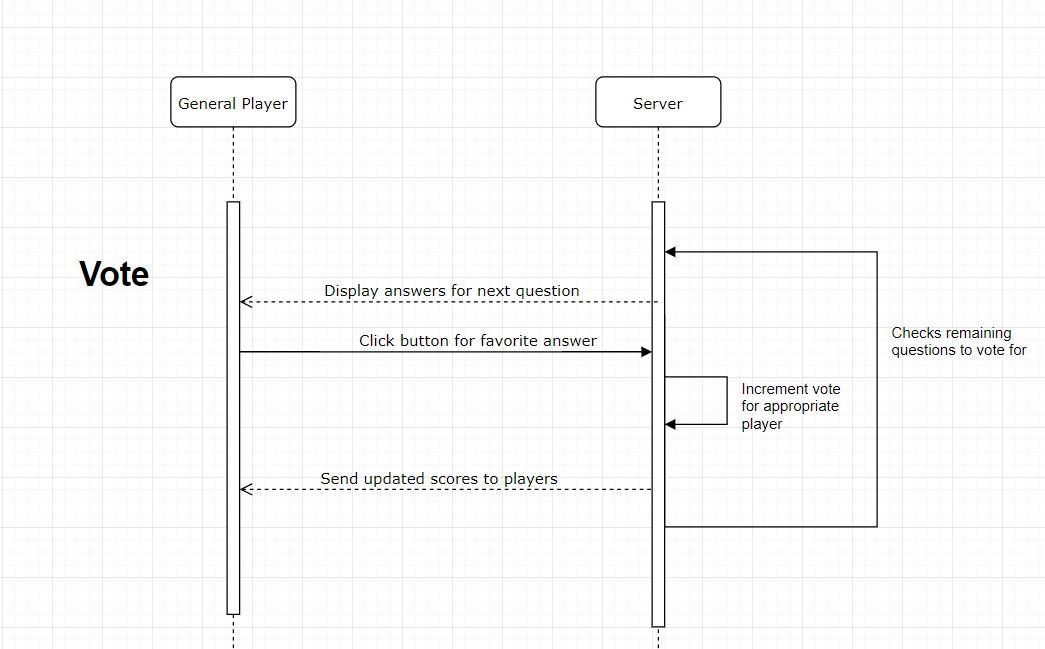 General Player
Server
Vote
Display answers for next question
Click button for favorite answer
Checks remaining
questions to vote for
Increment vote
for appropriate
player
Send updated scores to players